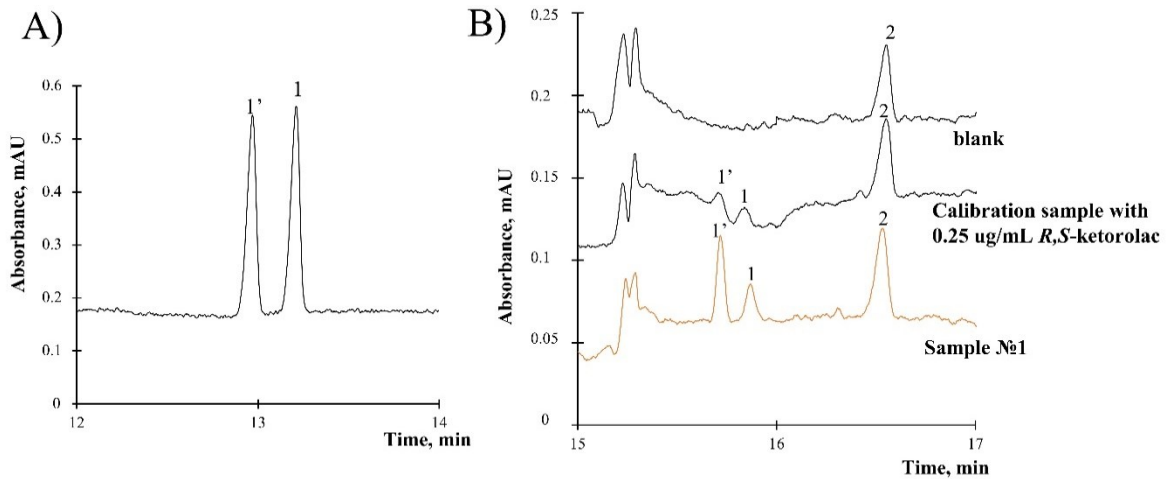 A)
0.6
0.5
0.4
0.3
0.2
0.1
0
Absorbance, mAU
1’
1
12
13
14
Time, min
B)
0.25
0.2
0.15
0.1
0.05
0
Absorbance, mAU
2
blank
1’
1
2
Calibration sample with
0.25 ug/mL R,S-ketorolac
1’
1
2
Sample №1
15
16
17
Time, min